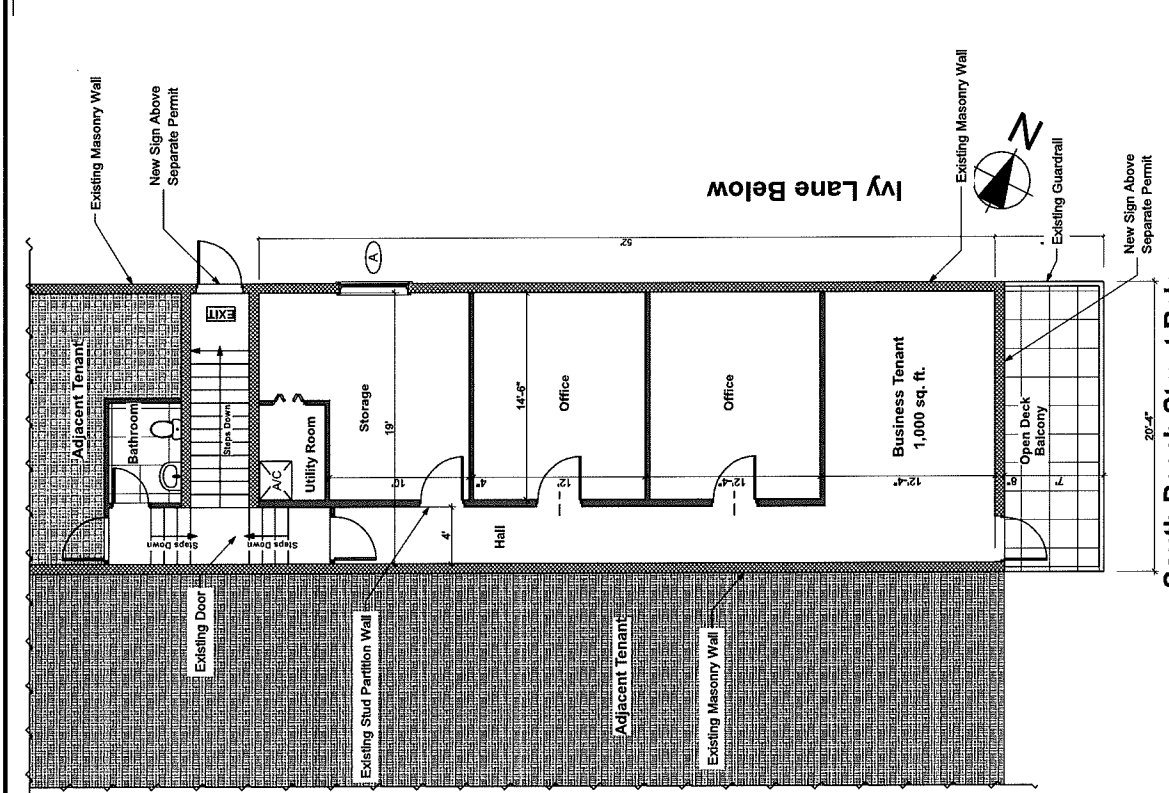 Existing Masonry Wall
New Sign Above
Separate Permit
Adjacent Tenant
Bathroom
EXIT
Steps Down
Steps Down
Steps Down
Existing Door
A/C
Utility Room
Storage
19'
10'
A
52'
Ivy Lane Below
N
Existing Stud Partition Wall
4'
Hall
4"
14'-6"
Office
12'
Office
12'-4"
Adjacent Tenant
Existing Masonry Wall
Business Tenant
1,000 sq. ft.
12'-4"
Existing Masonry Wall
Existing Guardrail
New Sign Above
Separate Permit
Open Deck
Balcony
8"
7'
20'-4"